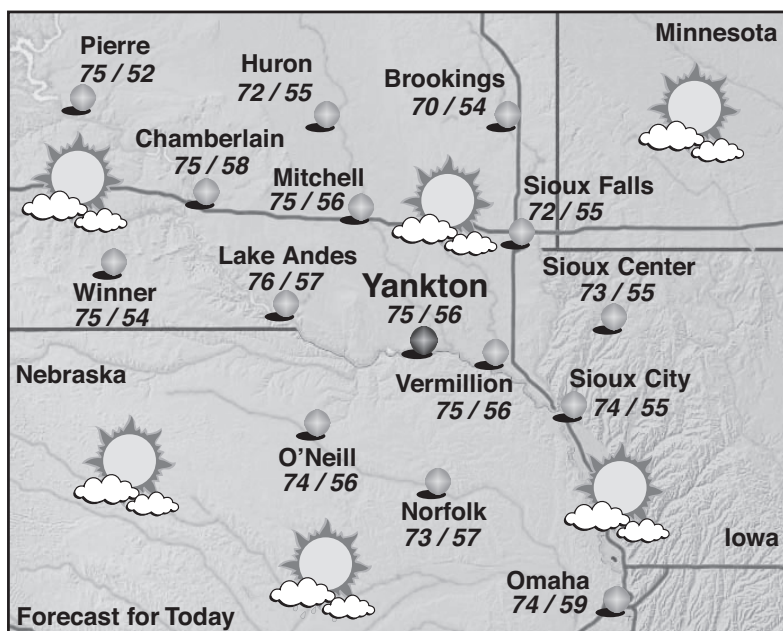 Pierre
75 / 52
Huron
72 / 55
Brookings
70 / 54
Minnesota
Chamberlain
75 / 58
Mitchell
75 / 56
Sioux Falls
72 / 55
Winner
75 / 54
Lake Andes
76 / 57
Yankton
75 / 56
Sioux Center
73 / 55
Nebraska
Vermillion
75 / 56
Sioux City
74 / 55
O'Neill
74 / 56
Norfolk
73 / 57
Iowa
Omaha
74 / 59
Forecast for Today